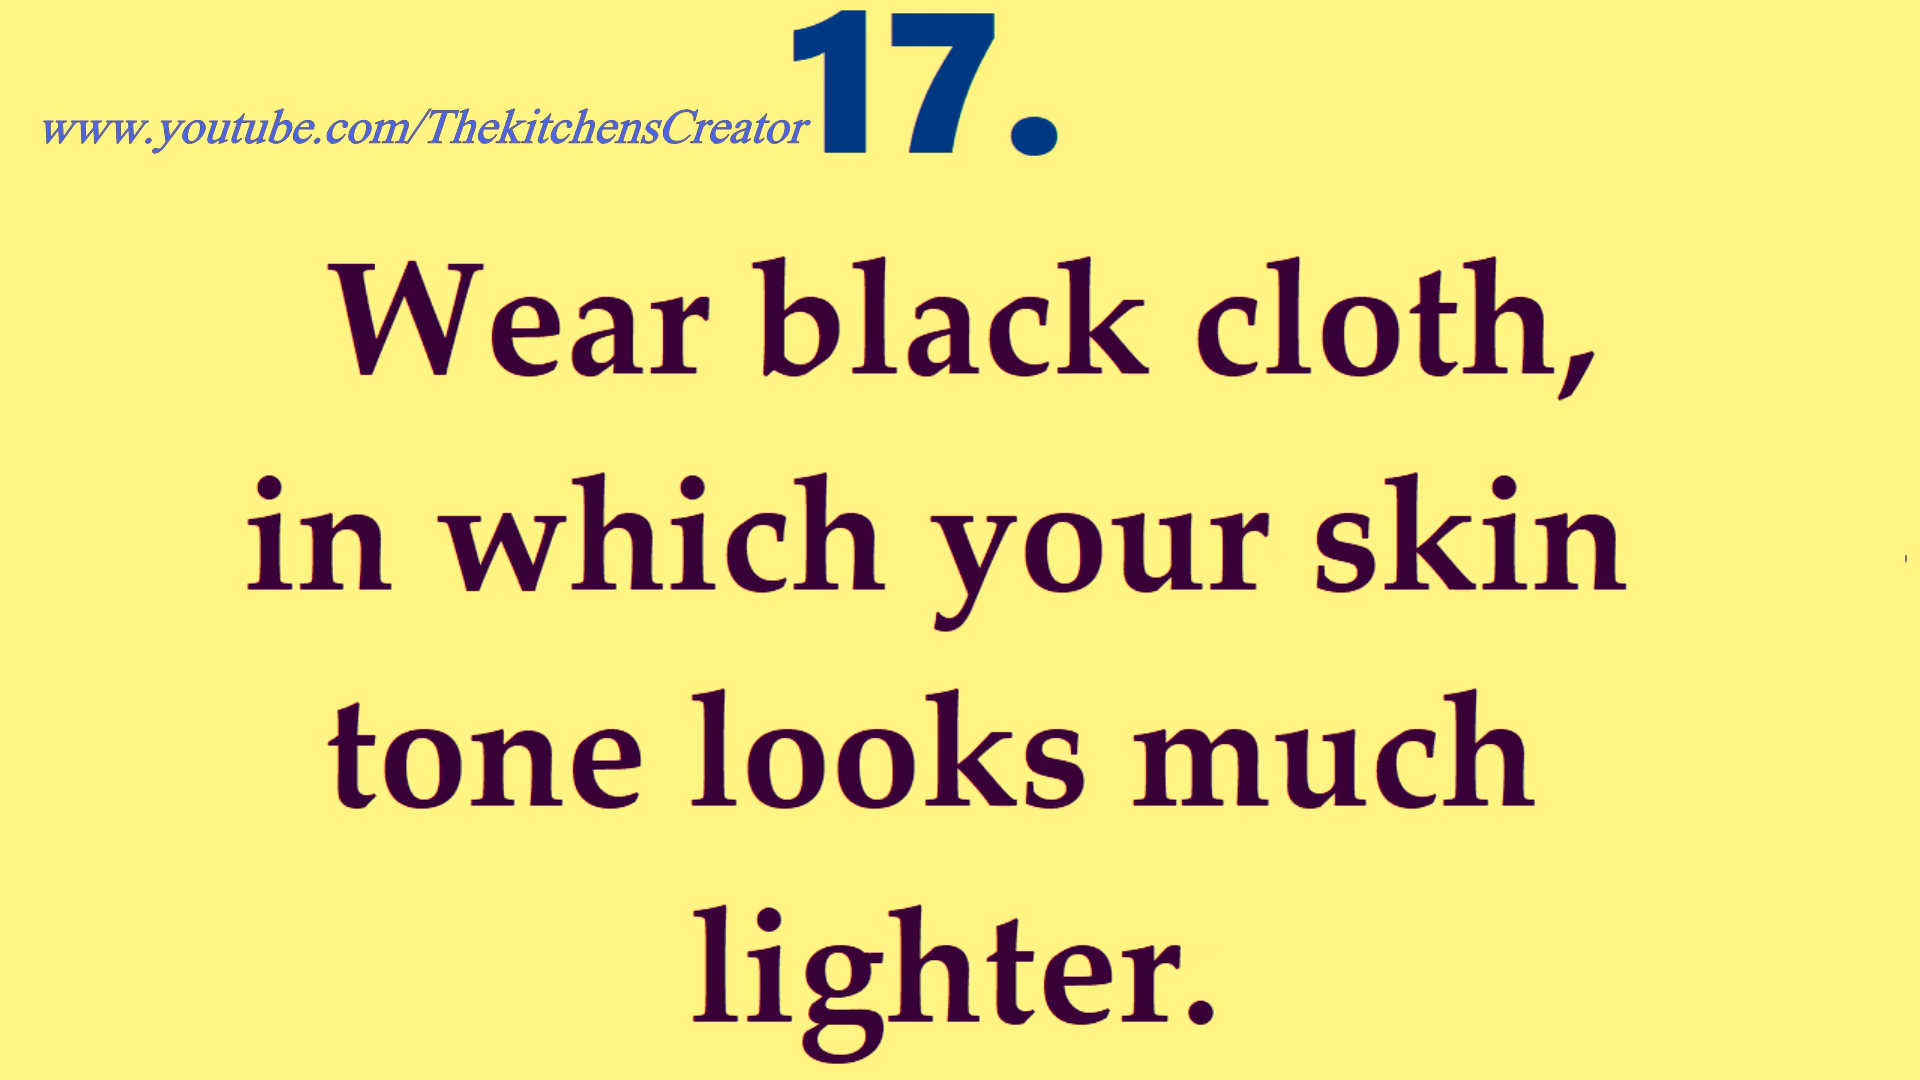 17.
www.youtube.com/ThekitchensCreator
Wear black cloth,
in which your skin
tone looks much
lighter.